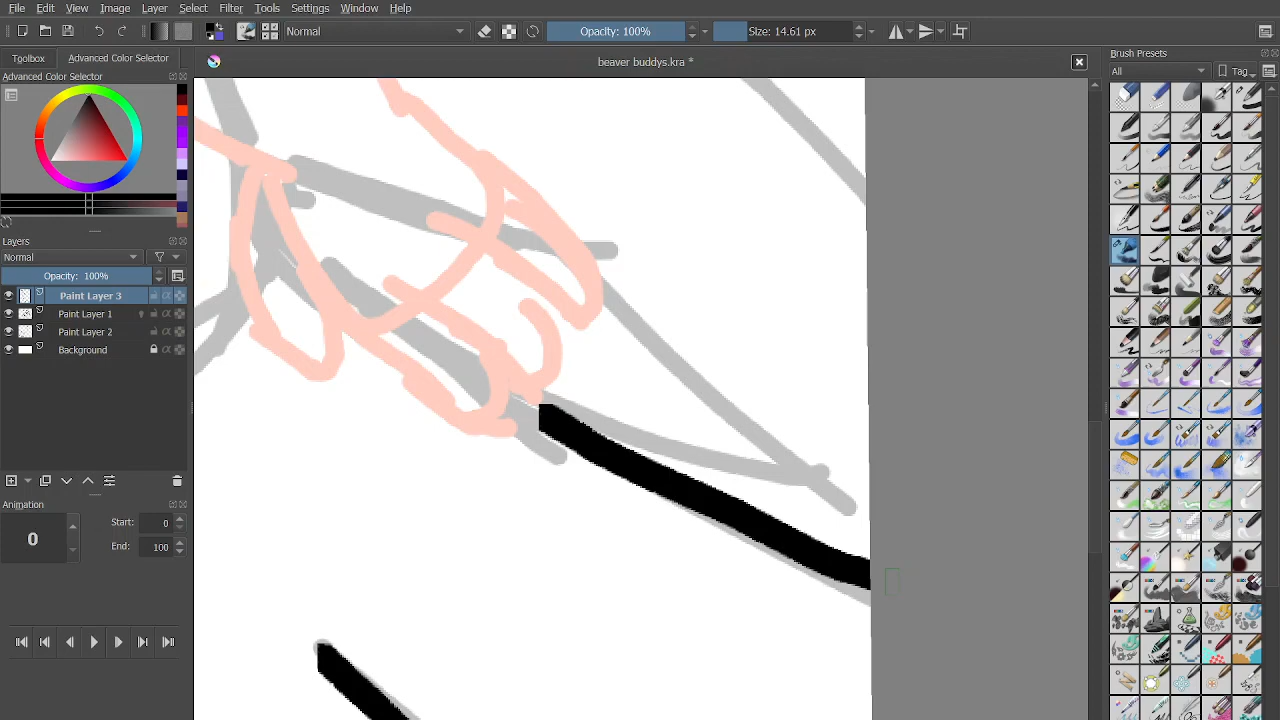 File Edit View Image Layer Select Filter Tools Settings Window Help
Normal Opacity: 100% Size: 14.61 px
Toolbox Advanced Color Selector
Advanced Color Selector
beaver buddys.kra *
Brush Presets
All Tag
Layers
Normal
Opacity: 100%
Paint Layer 3
Paint Layer 1
Paint Layer 2
Background
Animation
0
Start: 0
End: 100